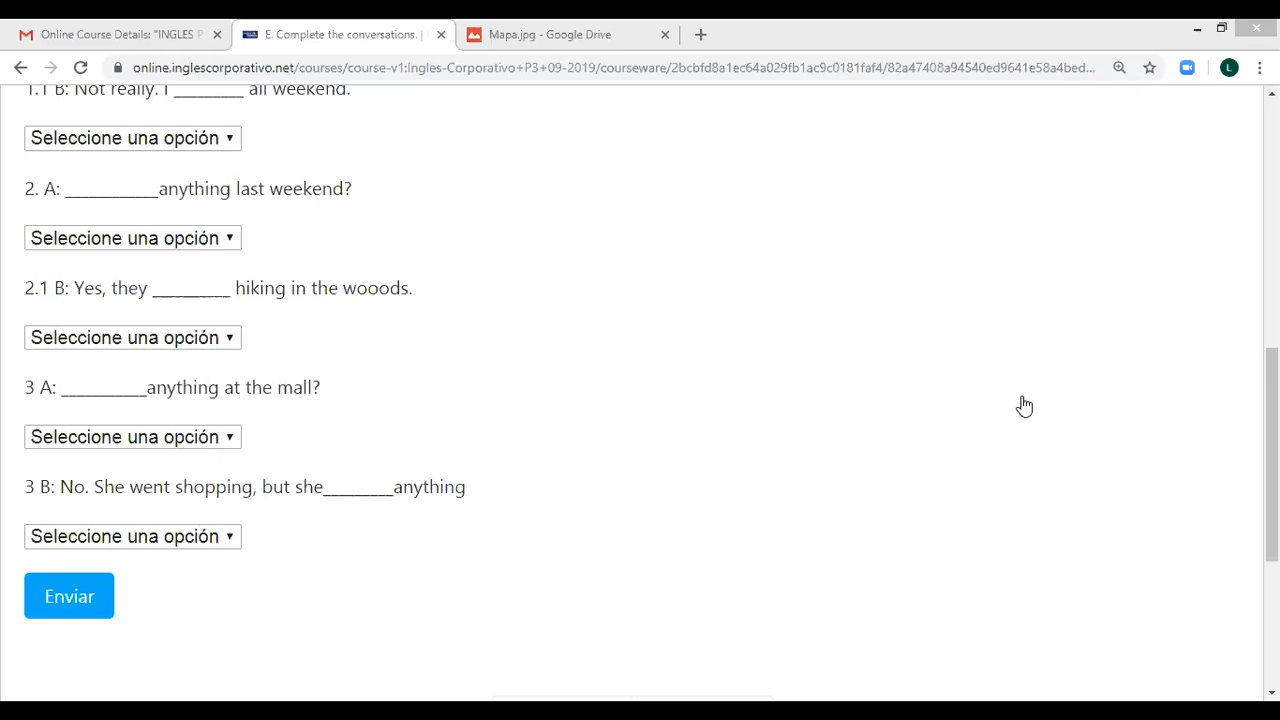 Online Course Details: "INGLES P
E. Complete the conversations. |
Mapa.jpg - Google Drive
online.inglescorporativo.net/courses/course-v1:Ingles-Corporativo+P3+09-2019/courseware/2bcbfd8a1ec64a029fb1ac9c0181faf4/82a47408a94540ed9641e58a4bed...
L
1.1 B: Not really. I ________ all weekend.
Seleccione una opción
2. A: ___________anything last weekend?
Seleccione una opción
2.1 B: Yes, they _________ hiking in the wooods.
Seleccione una opción
3 A: __________anything at the mall?
Seleccione una opción
3 B: No. She went shopping, but she________anything
Seleccione una opción
Enviar